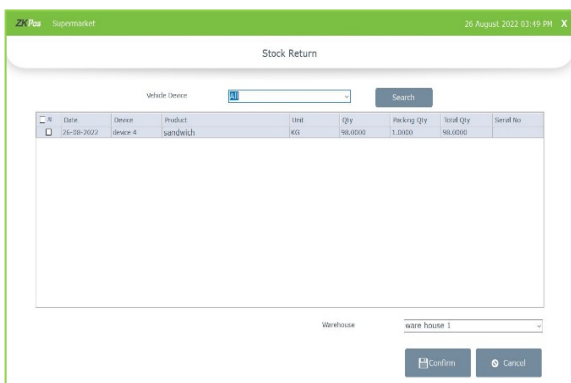 ZKPos Supermarket 26 August 2022 03:49 PM X
Stock Return
Vehicle Device All Search
Date Device Product Unit Qty Packing Qty Total Qty Serial No
26-08-2022 device 4 sandwich KG 98.0000 1.0000 98.0000
Warehouse ware house 1
Confirm Cancel